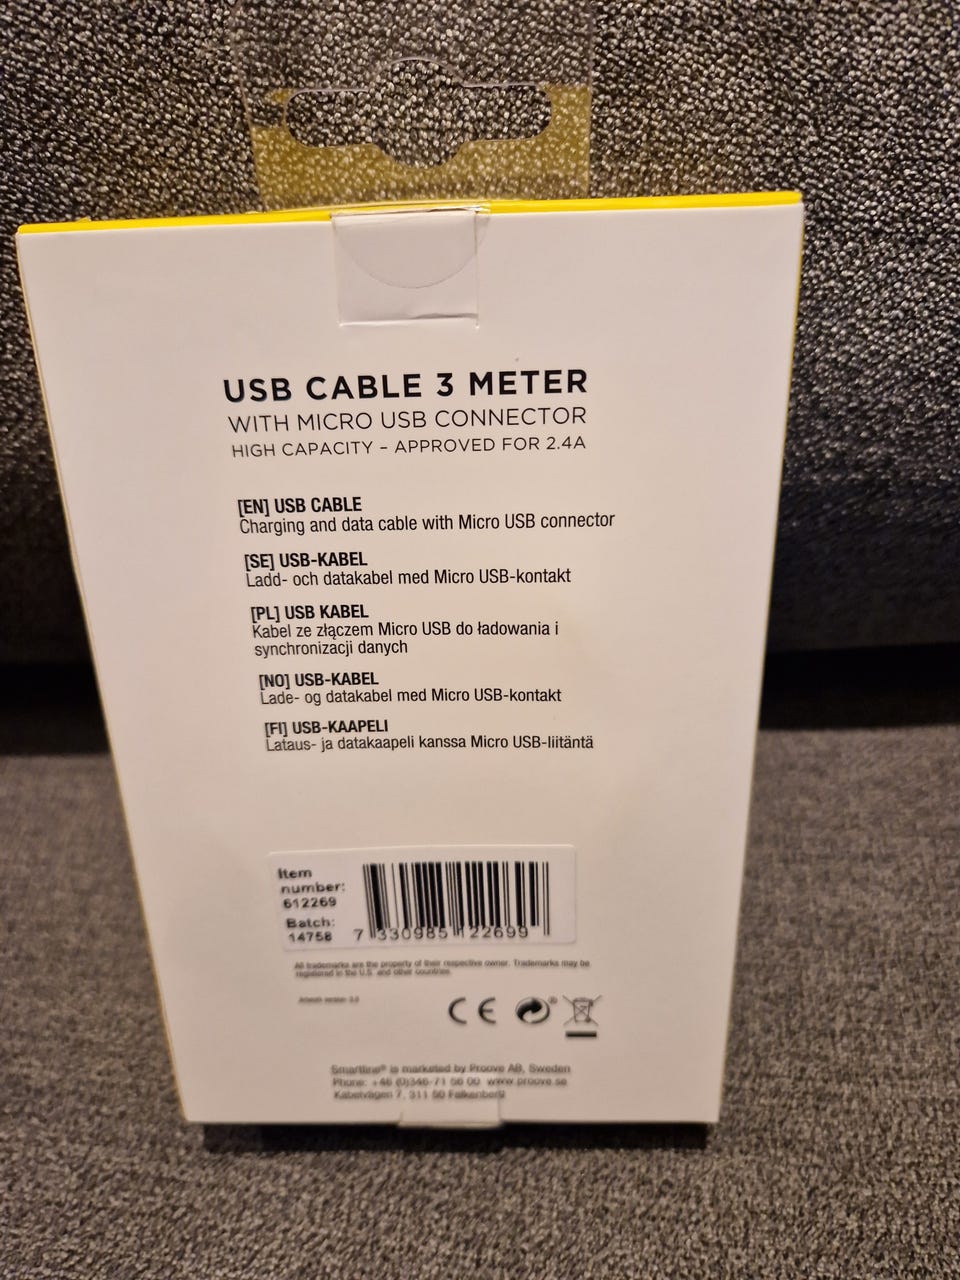 USB CABLE 3 METER
WITH MICRO USB CONNECTOR
HIGH CAPACITY – APPROVED FOR 2.4A
[EN] USB CABLE
Charging and data cable with Micro USB connector
[SE] USB-KABEL
Ladd- och datakabel med Micro USB-kontakt
[PL] USB KABEL
Kabel ze złączem Micro USB do ładowania i
synchronizacji danych
[NO] USB-KABEL
Lade- og datakabel med Micro USB-kontakt
[FI] USB-KAAPELI
Lataus- ja datakaapeli kanssa Micro USB-liitäntä
Item
number:
612269
Batch:
14758
7 330985 122699
All trademarks are the property of their respective owner. Trademarks may be
registered in the U.S. and other countries.
Artwork version: 3.0
CE
Smartline® is marketed by Proove AB, Sweden
Phone: +46 (0)346-71 56 00 www.proove.se
Kabelvägen 7, 311 50 Falkenberg